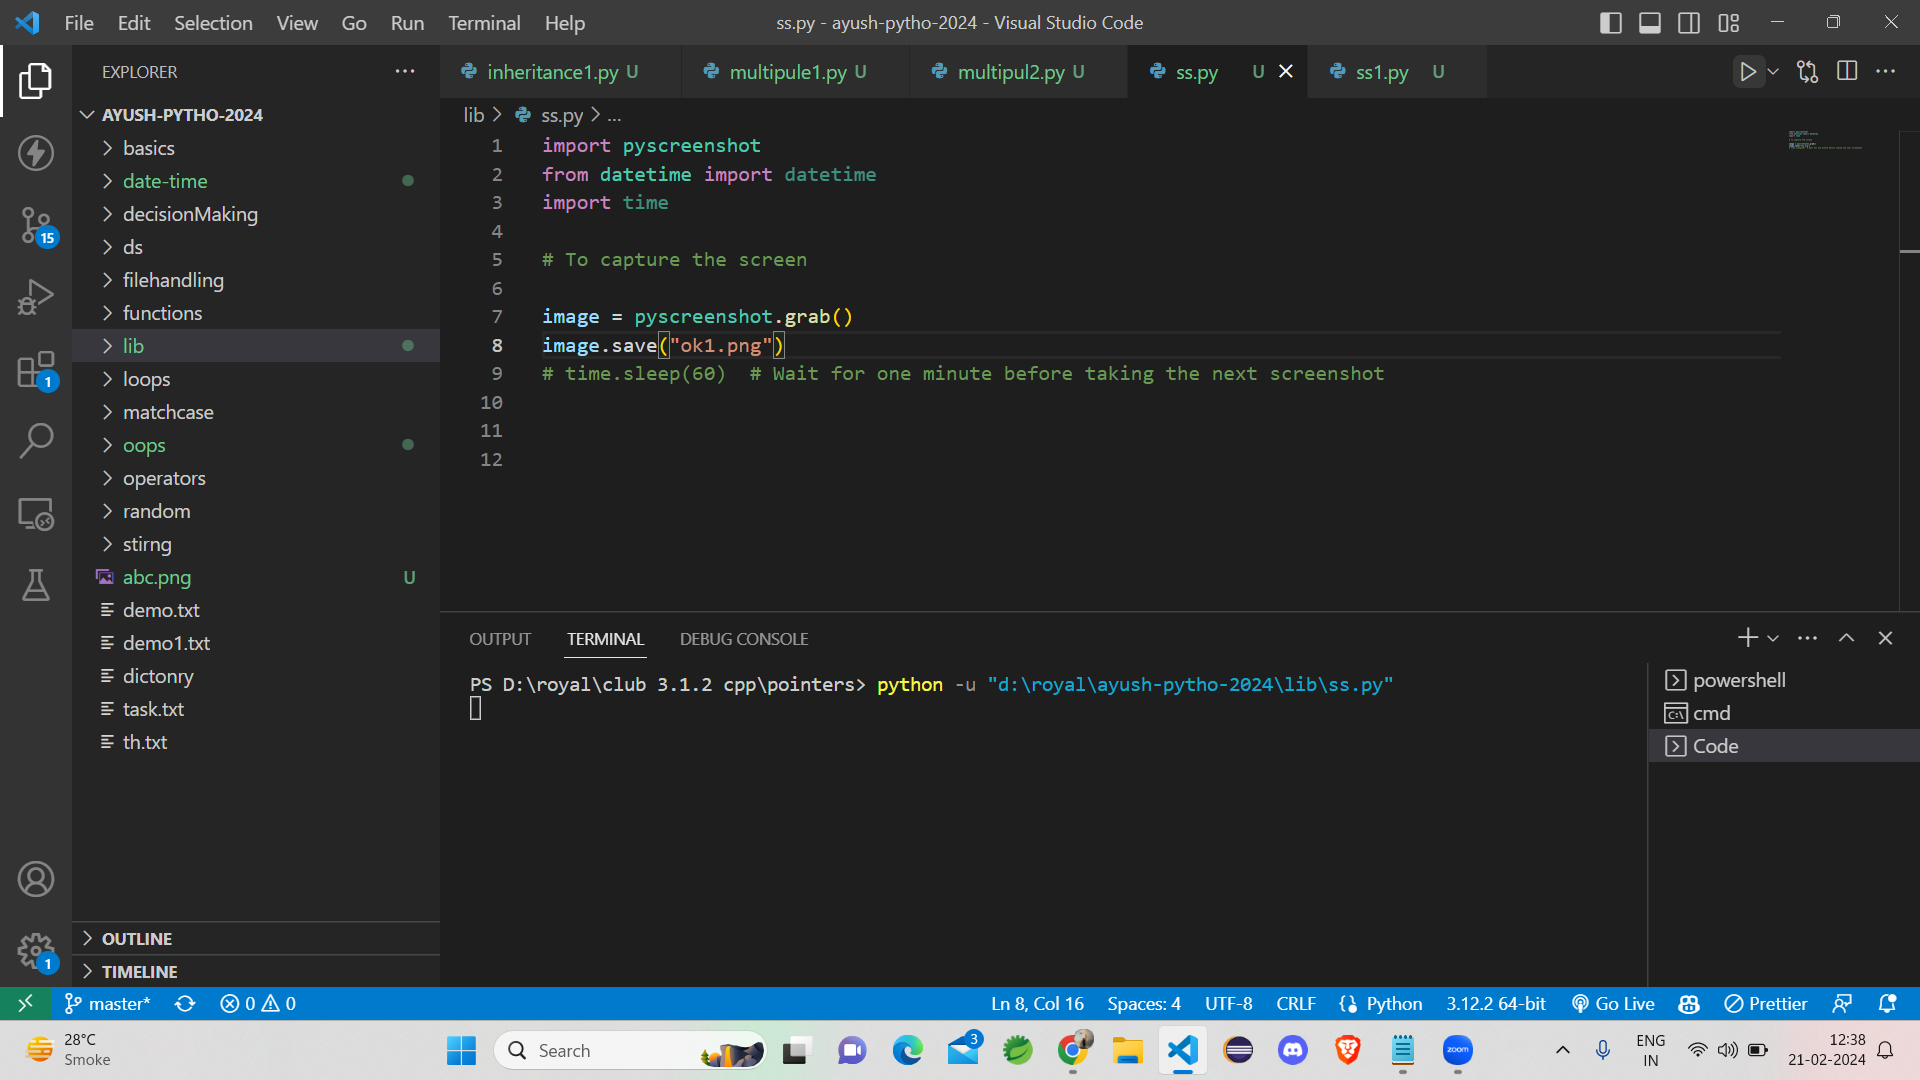 File Edit Selection View Go Run Terminal Help
ss.py - ayush-pytho-2024 - Visual Studio Code
EXPLORER
AYUSH-PYTHO-2024
basics
date-time
decisionMaking
ds
filehandling
functions
lib
loops
matchcase
oops
operators
random
stirng
abc.png U
demo.txt
demo1.txt
dictonry
task.txt
th.txt
OUTLINE
TIMELINE
15
1
1
inheritance1.py U
multipule1.py U
multipul2.py U
ss.py U
ss1.py U
lib > ss.py > ...
1 import pyscreenshot
2 from datetime import datetime
3 import time
4
5 # To capture the screen
6
7 image = pyscreenshot.grab()
8 image.save("ok1.png")
9 # time.sleep(60)  # Wait for one minute before taking the next screenshot
10
11
12
OUTPUT TERMINAL DEBUG CONSOLE
PS D:\royal\club 3.1.2 cpp\pointers> python -u "d:\royal\ayush-pytho-2024\lib\ss.py"
powershell
cmd
Code
master* 0 0
Ln 8, Col 16 Spaces: 4 UTF-8 CRLF Python 3.12.2 64-bit Go Live Prettier
28°C
Smoke
Search
3
zoom
ENG
IN
12:38
21-02-2024